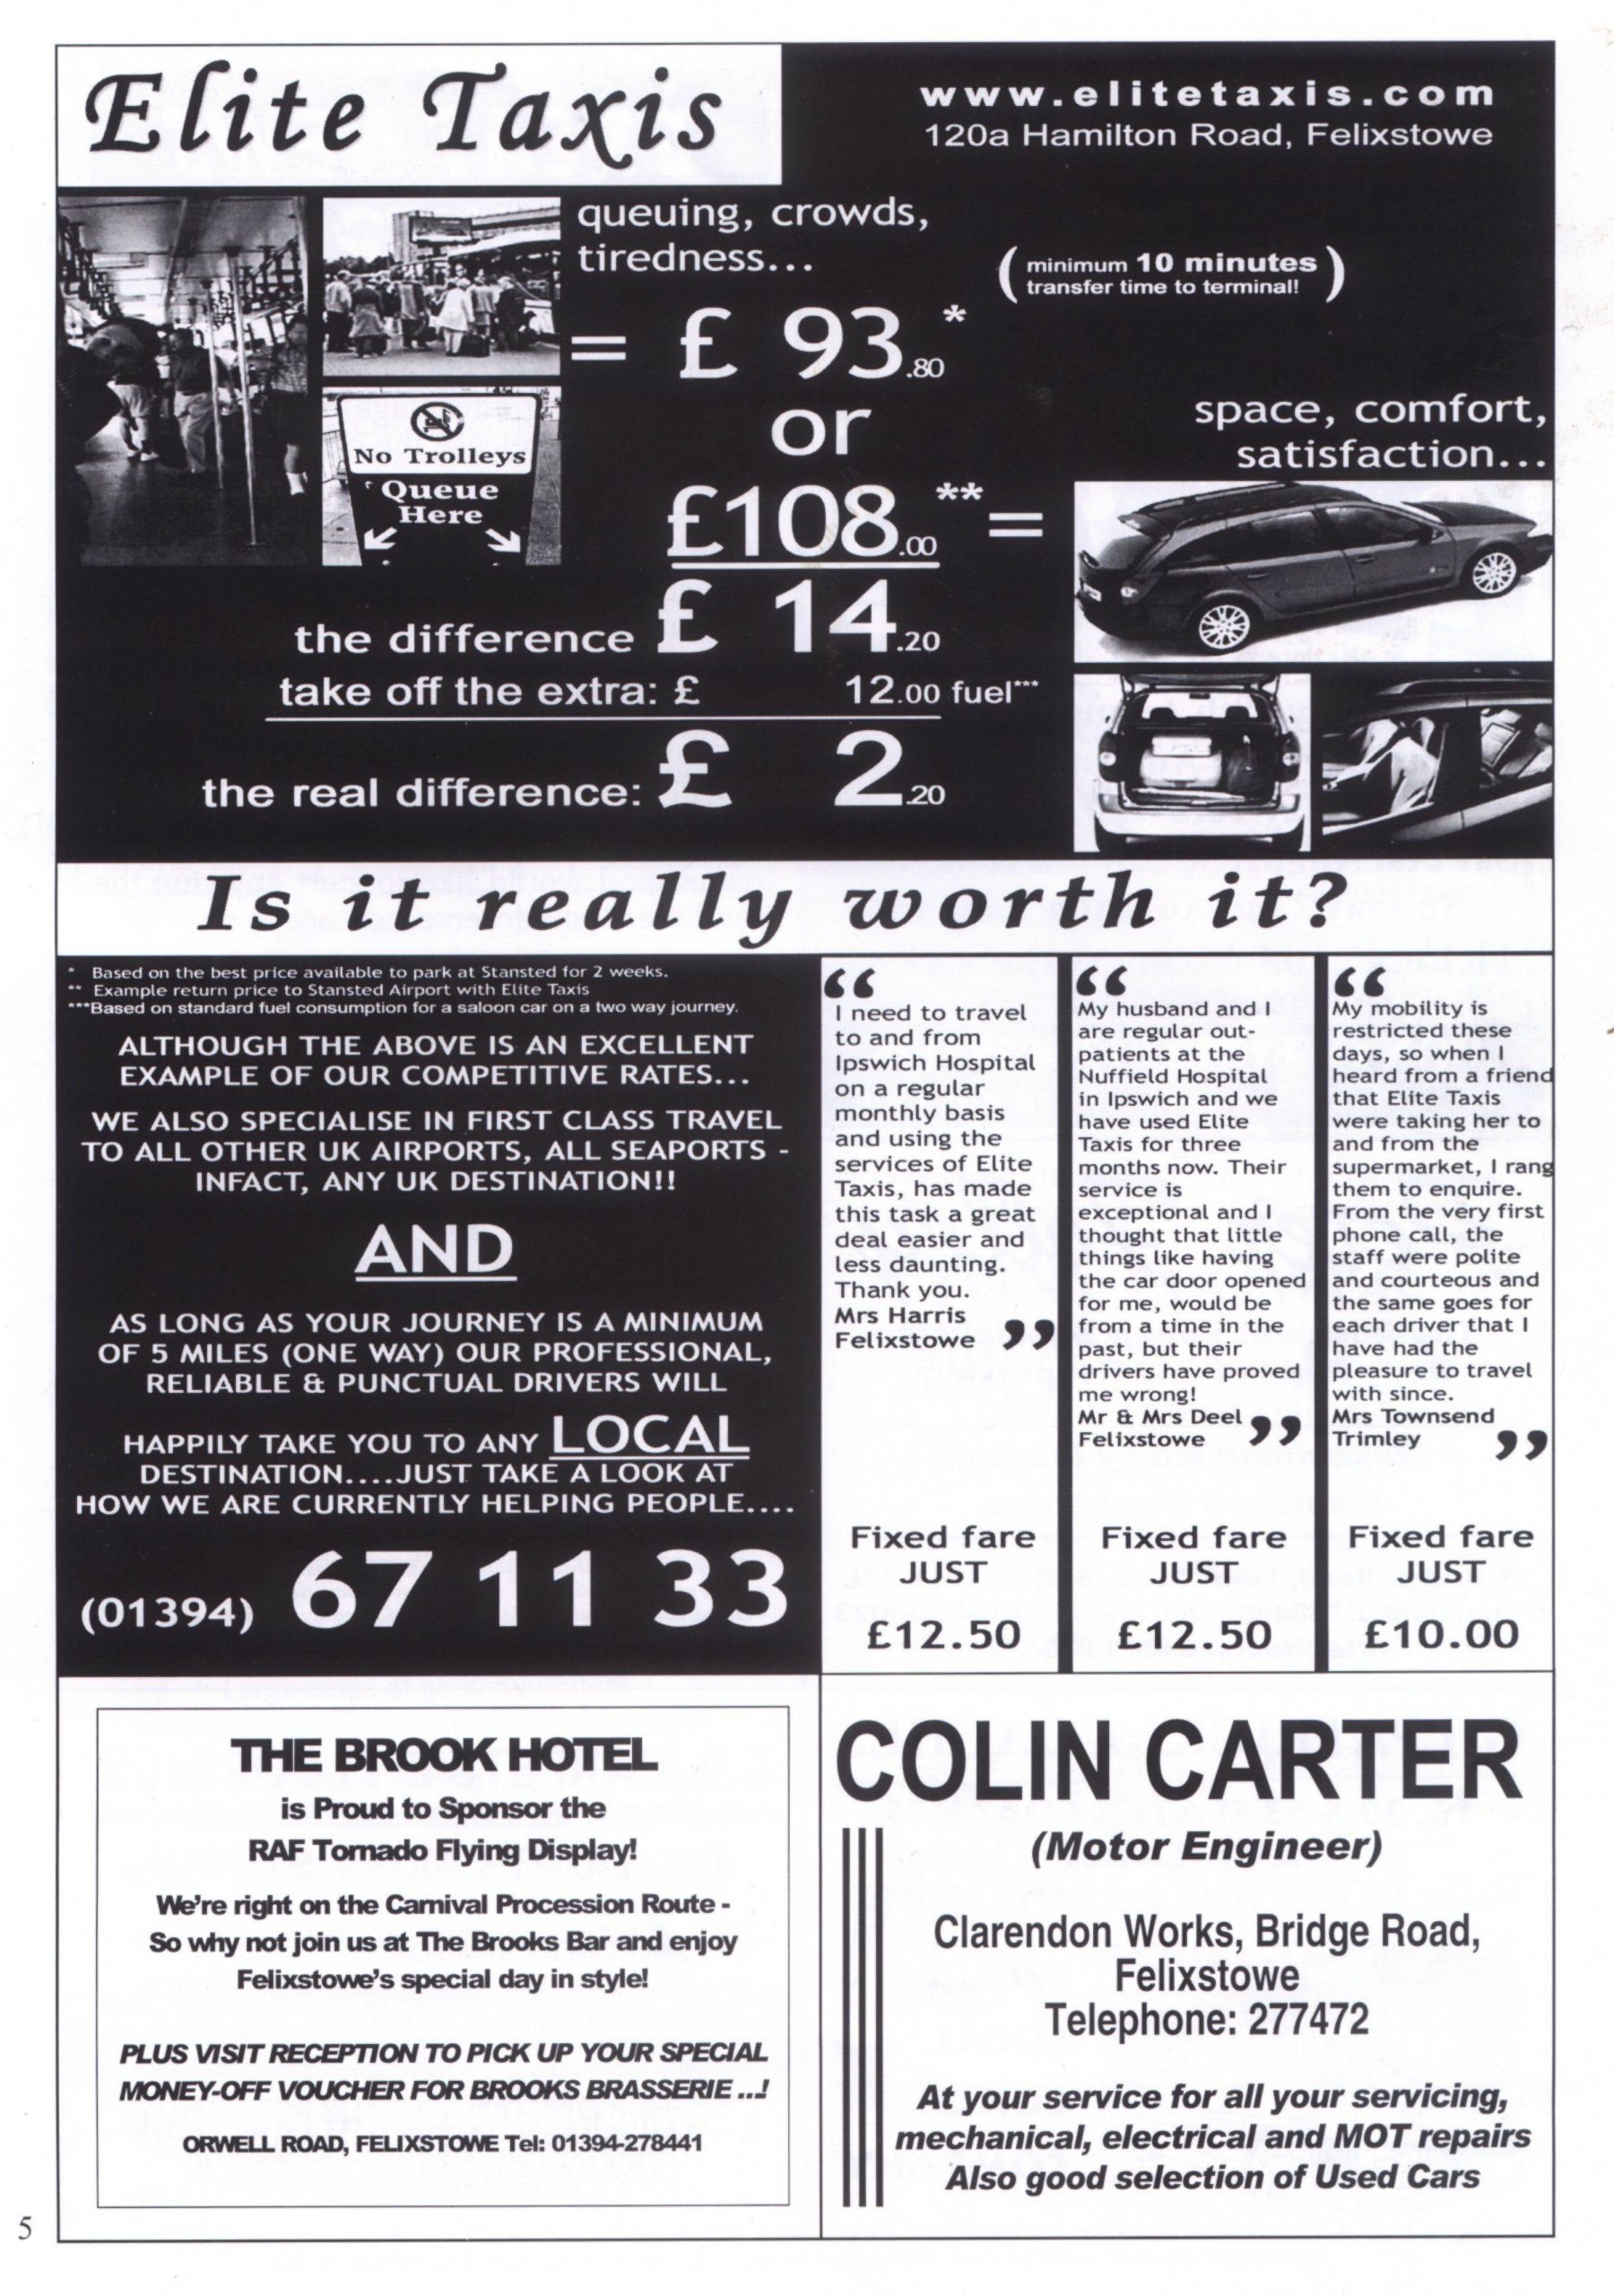 Elite Taxis
www.elitetaxis.com
120a Hamilton Road, Felixstowe
queuing, crowds,
tiredness...
( minimum 10 minutes
transfer time to terminal! )
= £ 93.80*
No Trolleys
Queue
Here
or
space, comfort,
satisfaction...
£108.00** =
the difference £ 14.20
take off the extra: £ 12.00 fuel***
the real difference: £ 2.20
Is it really worth it?
* Based on the best price available to park at Stansted for 2 weeks.
** Example return price to Stansted Airport with Elite Taxis
***Based on standard fuel consumption for a saloon car on a two way journey.
ALTHOUGH THE ABOVE IS AN EXCELLENT
EXAMPLE OF OUR COMPETITIVE RATES...
WE ALSO SPECIALISE IN FIRST CLASS TRAVEL
TO ALL OTHER UK AIRPORTS, ALL SEAPORTS -
INFACT, ANY UK DESTINATION!!
AND
AS LONG AS YOUR JOURNEY IS A MINIMUM
OF 5 MILES (ONE WAY) OUR PROFESSIONAL,
RELIABLE & PUNCTUAL DRIVERS WILL
HAPPILY TAKE YOU TO ANY LOCAL
DESTINATION....JUST TAKE A LOOK AT
HOW WE ARE CURRENTLY HELPING PEOPLE....
(01394) 67 11 33
“
I need to travel
to and from
Ipswich Hospital
on a regular
monthly basis
and using the
services of Elite
Taxis, has made
this task a great
deal easier and
less daunting.
Thank you.
Mrs Harris
Felixstowe ”
Fixed fare
JUST
£12.50
“
My husband and I
are regular out-
patients at the
Nuffield Hospital
in Ipswich and we
have used Elite
Taxis for three
months now. Their
service is
exceptional and I
thought that little
things like having
the car door opened
for me, would be
from a time in the
past, but their
drivers have proved
me wrong!
Mr & Mrs Deel
Felixstowe ”
Fixed fare
JUST
£12.50
“
My mobility is
restricted these
days, so when I
heard from a friend
that Elite Taxis
were taking her to
and from the
supermarket, I rang
them to enquire.
From the very first
phone call, the
staff were polite
and courteous and
the same goes for
each driver that I
have had the
pleasure to travel
with since.
Mrs Townsend
Trimley ”
Fixed fare
JUST
£10.00
THE BROOK HOTEL
is Proud to Sponsor the
RAF Tornado Flying Display!
We're right on the Carnival Procession Route -
So why not join us at The Brooks Bar and enjoy
Felixstowe's special day in style!
PLUS VISIT RECEPTION TO PICK UP YOUR SPECIAL
MONEY-OFF VOUCHER FOR BROOKS BRASSERIE ...!
ORWELL ROAD, FELIXSTOWE Tel: 01394-278441
COLIN CARTER
(Motor Engineer)
Clarendon Works, Bridge Road,
Felixstowe
Telephone: 277472
At your service for all your servicing,
mechanical, electrical and MOT repairs
Also good selection of Used Cars
5